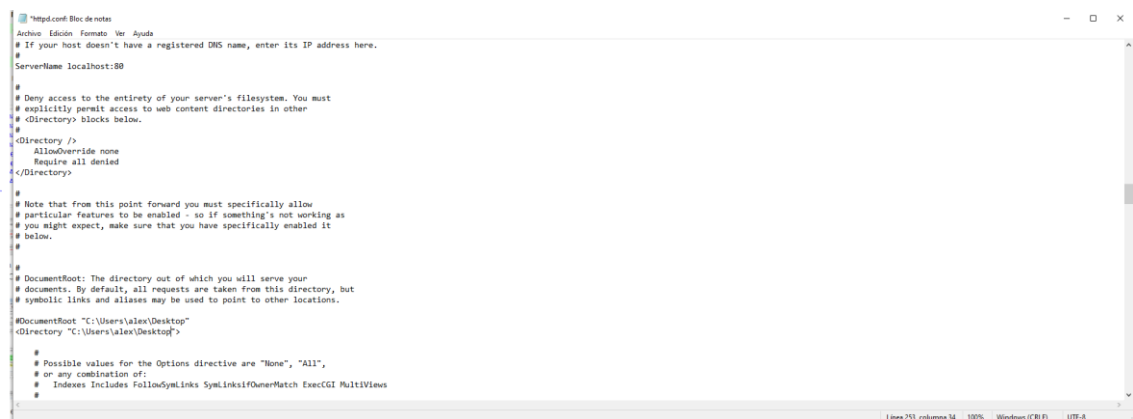 *httpd.conf: Bloc de notas
Archivo Edición Formato Ver Ayuda
# If your host doesn't have a registered DNS name, enter its IP address here.
#
ServerName localhost:80
#
# Deny access to the entirety of your server's filesystem. You must
# explicitly permit access to web content directories in other
# <Directory> blocks below.
#
<Directory />
AllowOverride none
Require all denied
</Directory>
#
# Note that from this point forward you must specifically allow
# particular features to be enabled - so if something's not working as
# you might expect, make sure that you have specifically enabled it
# below.
#
#
# DocumentRoot: The directory out of which you will serve your
# documents. By default, all requests are taken from this directory, but
# symbolic links and aliases may be used to point to other locations.
#DocumentRoot "C:\Users\alex\Desktop"
<Directory "C:\Users\alex\Desktop">
#
# Possible values for the Options directive are "None", "All",
# or any combination of:
# Indexes Includes FollowSymLinks SymLinksifOwnerMatch ExecCGI MultiViews
#
Línea 253, columna 34 100% Windows (CRLF) UTF-8